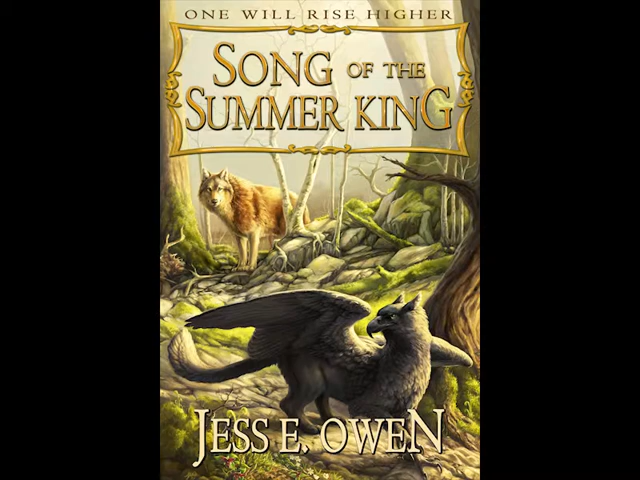 ONE WILL RISE HIGHER
SONG OF THE
SUMMER KING
JESS E. OWEN